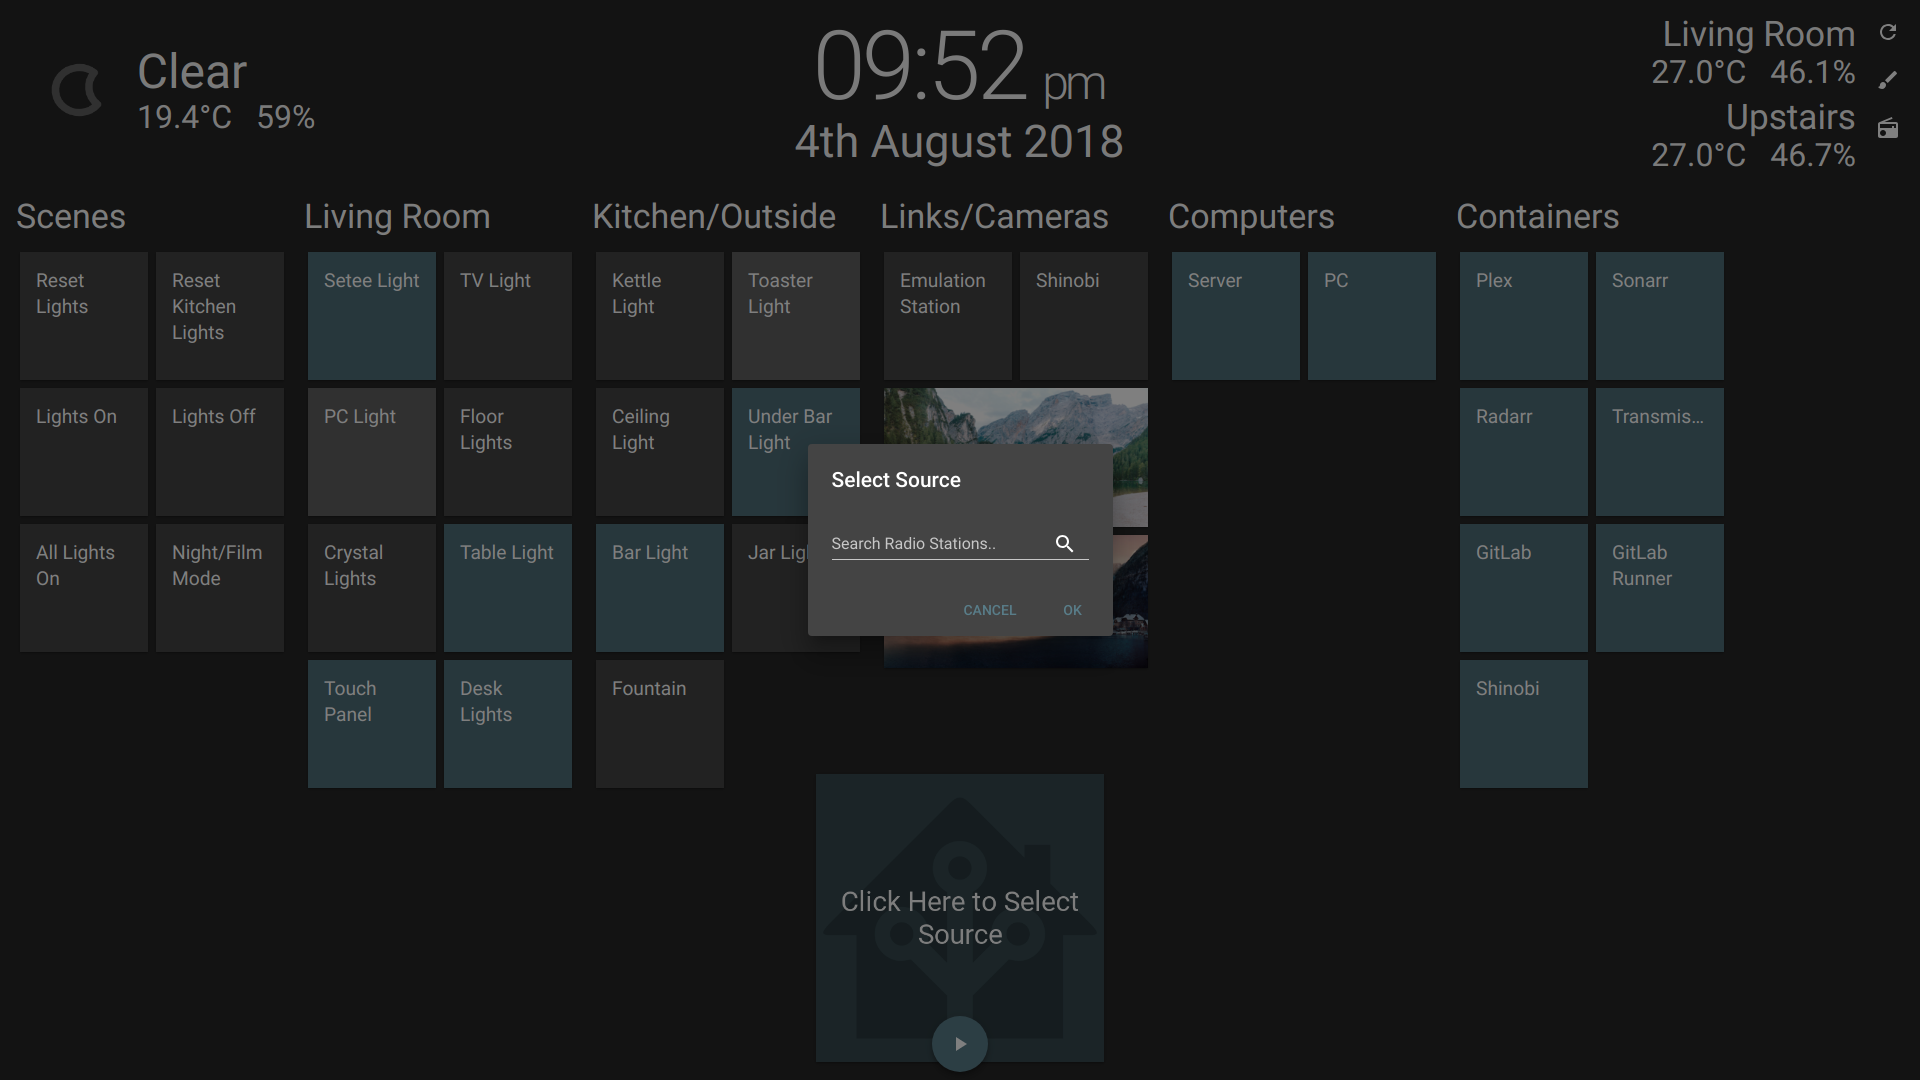 Clear
19.4°C 59%
09:52 pm
4th August 2018
Living Room
27.0°C 46.1%
Upstairs
27.0°C 46.7%
Scenes
Reset
Lights
Reset
Kitchen
Lights
Lights On
Lights Off
All Lights
On
Night/Film
Mode
Living Room
Setee Light
TV Light
PC Light
Floor
Lights
Crystal
Lights
Table Light
Touch
Panel
Desk
Lights
Kitchen/Outside
Kettle
Light
Toaster
Light
Ceiling
Light
Under Bar
Light
Bar Light
Jar
Fountain
Links/Cameras
Emulation
Station
Shinobi
Computers
Server
PC
Containers
Plex
Sonarr
Radarr
Transmis...
GitLab
GitLab
Runner
Shinobi
Select Source
Search Radio Stations..
CANCEL OK
Click Here to Select
Source